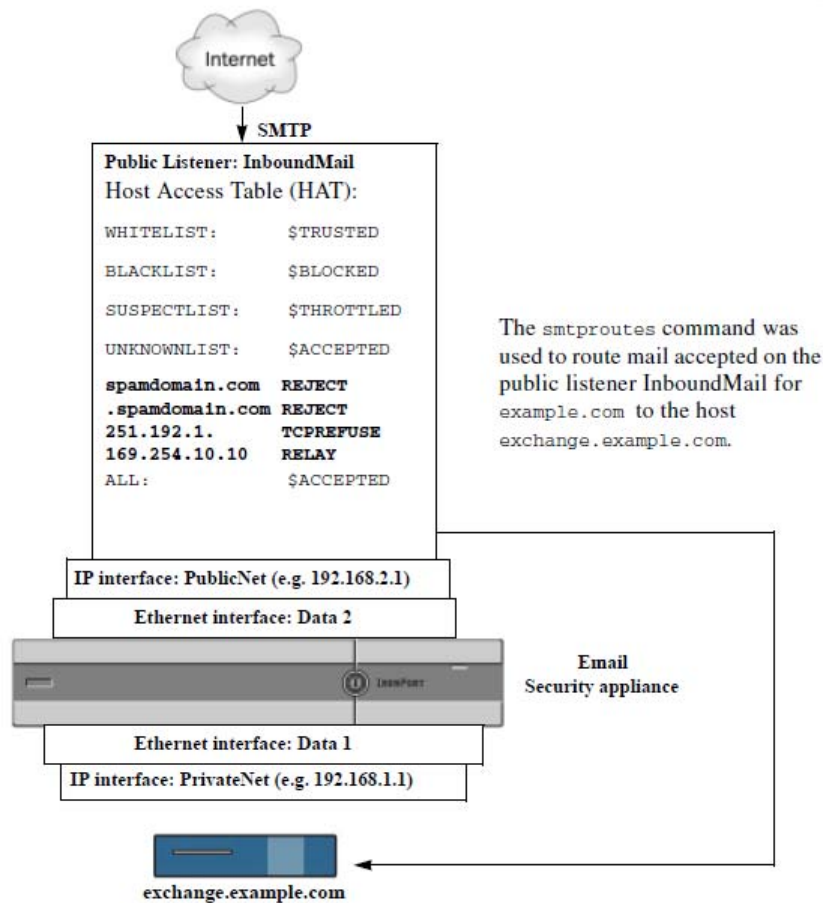 Internet
SMTP
Public Listener: InboundMail
Host Access Table (HAT):
WHITELIST: $TRUSTED
BLACKLIST: $BLOCKED
SUSPECTLIST: $THROTTLED
UNKNOWNLIST: $ACCEPTED
spamdomain.com REJECT
.spamdomain.com REJECT
251.192.1. TCPREFUSE
169.254.10.10 RELAY
ALL: $ACCEPTED
The smtproutes command was
used to route mail accepted on the
public listener InboundMail for
example.com to the host
exchange.example.com.
IP interface: PublicNet (e.g. 192.168.2.1)
Ethernet interface: Data 2
IRONPORT
Email
Security appliance
Ethernet interface: Data 1
IP interface: PrivateNet (e.g. 192.168.1.1)
exchange.example.com